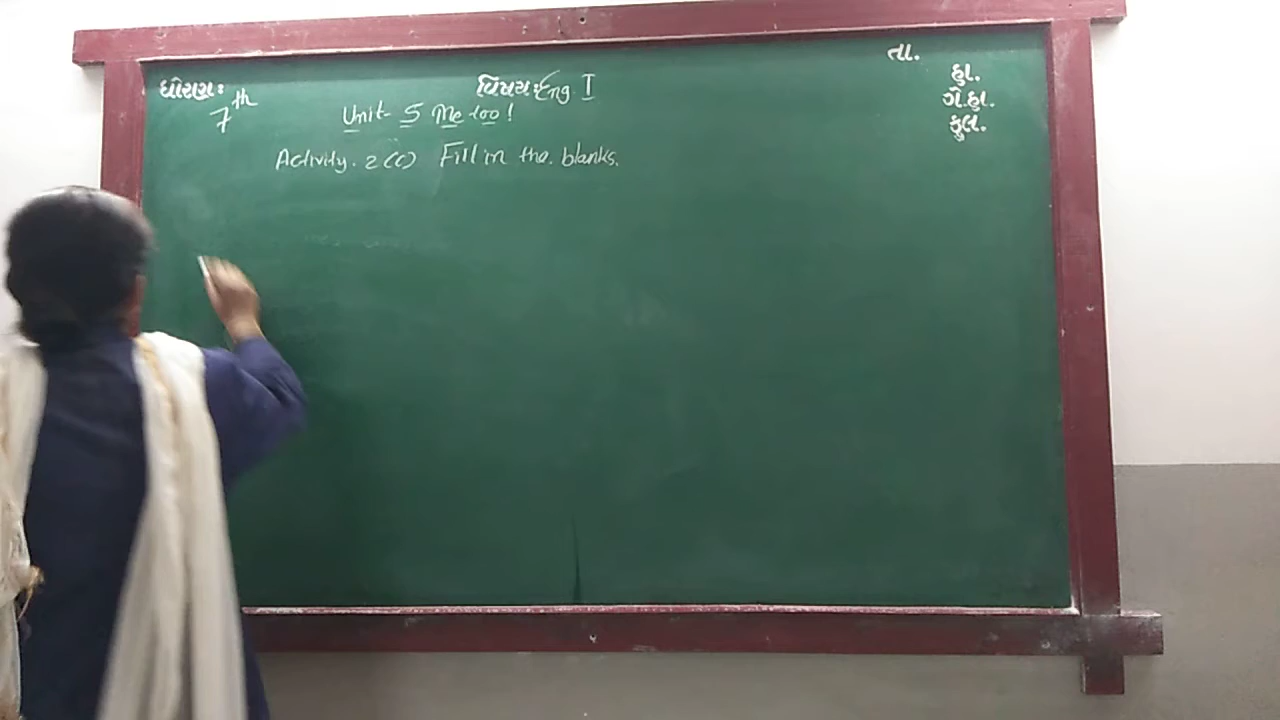 ધોરણ: વિષય: Eng I તા.
7th
હા.
ગે.હા.
કુલ.
Unit- 5 Me too!
Activity. 2(C) Fill in the. blanks.